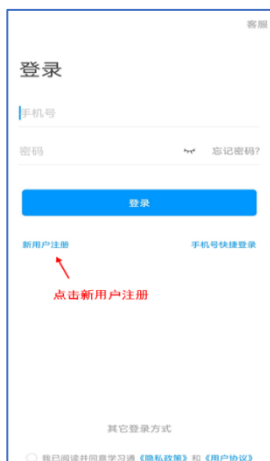 客服
登录
手机号
密码 忘记密码?
登录
新用户注册 手机号快捷登录
点击新用户注册
其它登录方式
我已阅读并同意学习通《隐私政策》和《用户协议》